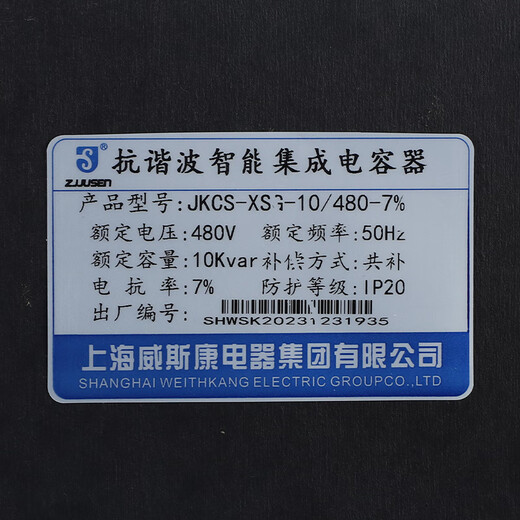 ZJJUSEN ® 抗谐波智能集成电容器
产品型号:JKCS-XSG-10/480-7%
额定电压:480V 额定频率:50Hz
额定容量:10Kvar 补偿方式:共补
电抗率:7% 防护等级:IP20
出厂编号:
SHWSK20231231935
上海威斯康电器集团有限公司
SHANGHAI WEITHKANG ELECTRIC GROUPCO.,LTD